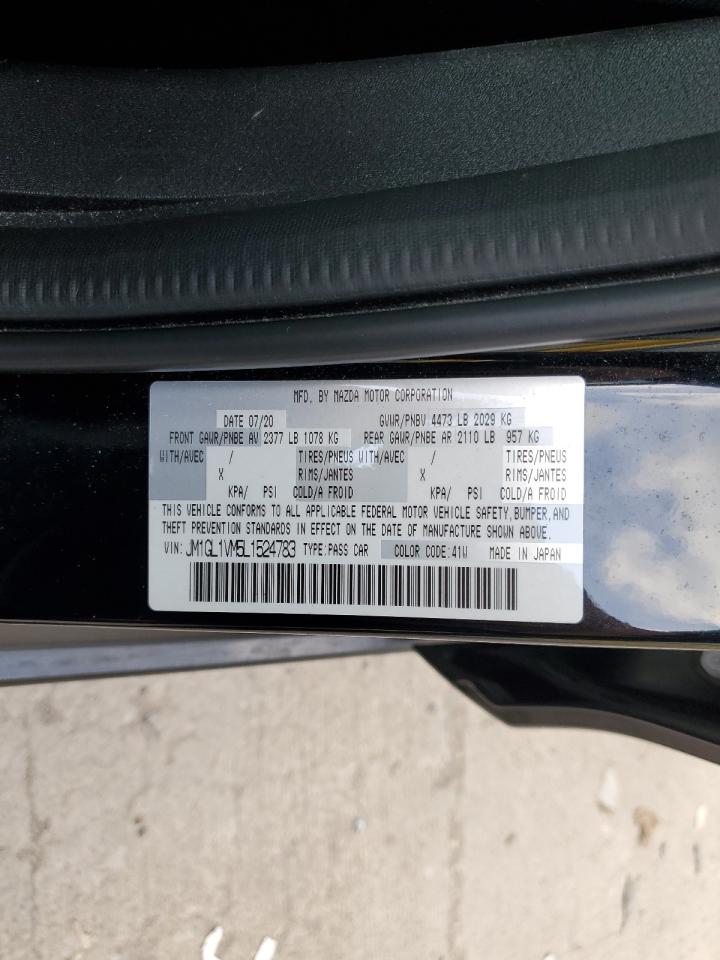 MFD. BY MAZDA MOTOR CORPORATION
DATE 07/20 GVWR/PNBV 4473 LB 2029 KG
FRONT GAWR/PNBE AV 2377 LB 1078 KG REAR GAWR/PNBE AR 2110 LB 957 KG
WITH/AVEC / TIRES/PNEUS WITH/AVEC / TIRES/PNEUS
X RIMS/JANTES X RIMS/JANTES
KPA/ PSI COLD/A FROID KPA/ PSI COLD/A FROID
THIS VEHICLE CONFORMS TO ALL APPLICABLE FEDERAL MOTOR VEHICLE SAFETY, BUMPER, AND
THEFT PREVENTION STANDARDS IN EFFECT ON THE DATE OF MANUFACTURE SHOWN ABOVE.
VIN: JM1GL1VM5L1524783 TYPE:PASS CAR COLOR CODE:41W MADE IN JAPAN